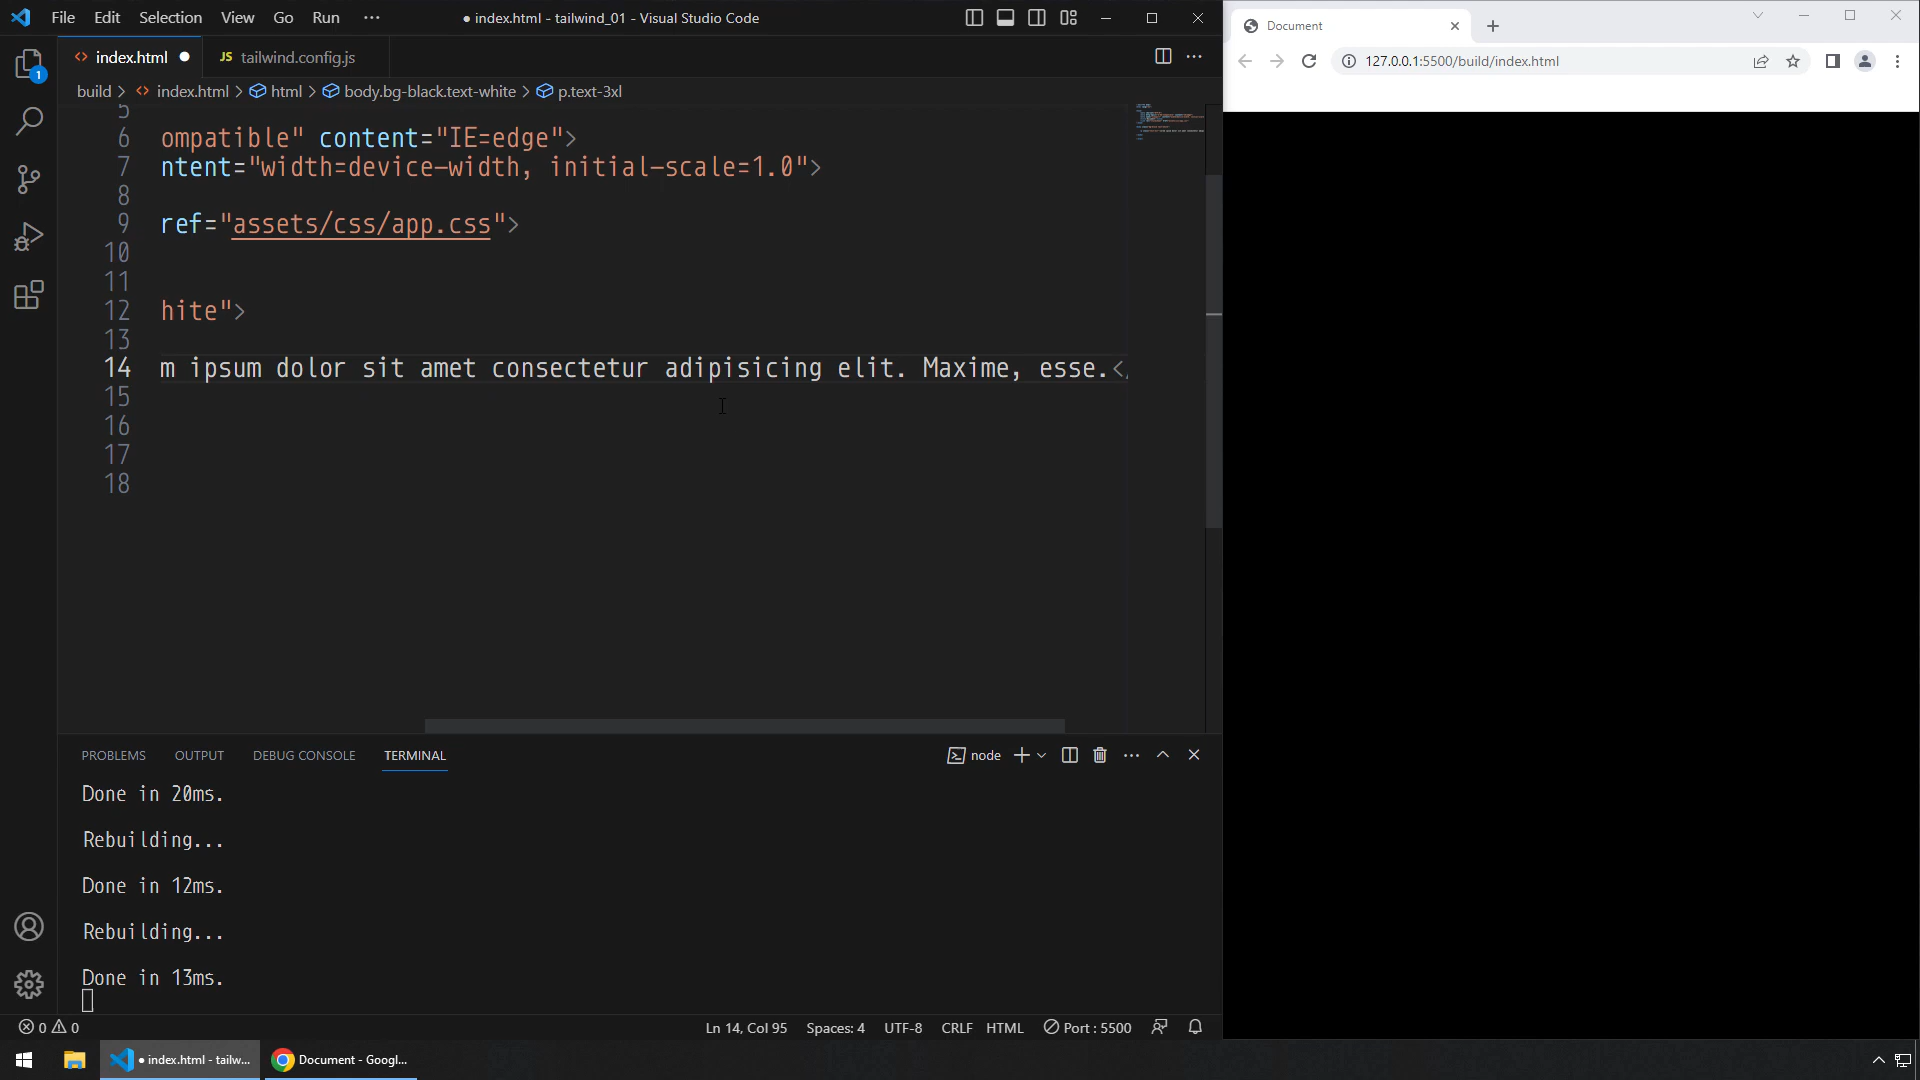 File Edit Selection View Go Run ··· ● index.html - tailwind_01 - Visual Studio Code
index.html ● JS tailwind.config.js
build > index.html > html > body.bg-black.text-white > p.text-3xl
5
6 ompatible" content="IE=edge">
7 ntent="width=device-width, initial-scale=1.0">
8
9 ref="assets/css/app.css">
10
11
12 hite">
13
14 m ipsum dolor sit amet consectetur adipisicing elit. Maxime, esse.<
15
16
17
18
PROBLEMS OUTPUT DEBUG CONSOLE TERMINAL node
Done in 20ms.
Rebuilding...
Done in 12ms.
Rebuilding...
Done in 13ms.
0 0 Ln 14, Col 95 Spaces: 4 UTF-8 CRLF HTML Port : 5500
1
Document
127.0.0.1:5500/build/index.html
● index.html - tailw... Document - Googl...